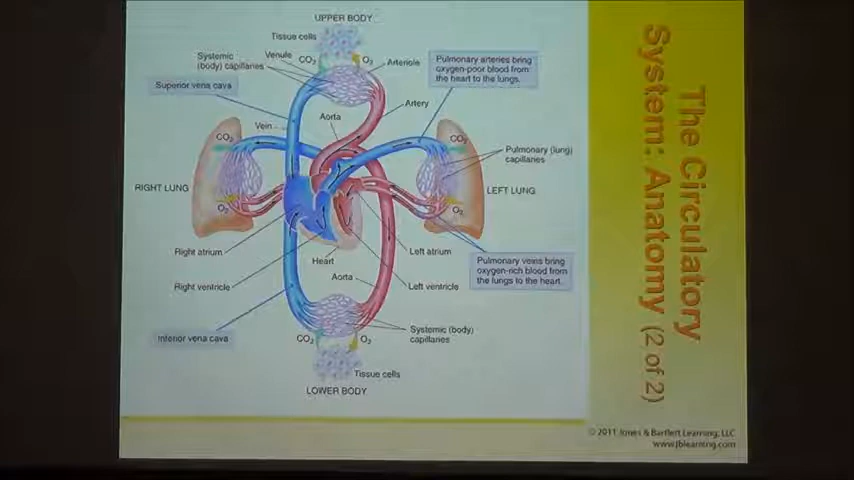 The Circulatory
System: Anatomy (2 of 2)
UPPER BODY
Tissue cells
Systemic
(body) capillaries
Venule
CO2
O2
Arteriole
Pulmonary arteries bring
oxygen-poor blood from
the heart to the lungs.
Superior vena cava
Artery
Aorta
Vein
CO2
CO2
Pulmonary (lung)
capillaries
RIGHT LUNG
LEFT LUNG
O2
O2
Right atrium
Left atrium
Heart
Pulmonary veins bring
oxygen-rich blood from
the lungs to the heart.
Aorta
Right ventricle
Left ventricle
Systemic (body)
capillaries
Inferior vena cava
CO2
O2
Tissue cells
LOWER BODY
© 2011 Jones & Bartlett Learning, LLC
www.jblearning.com